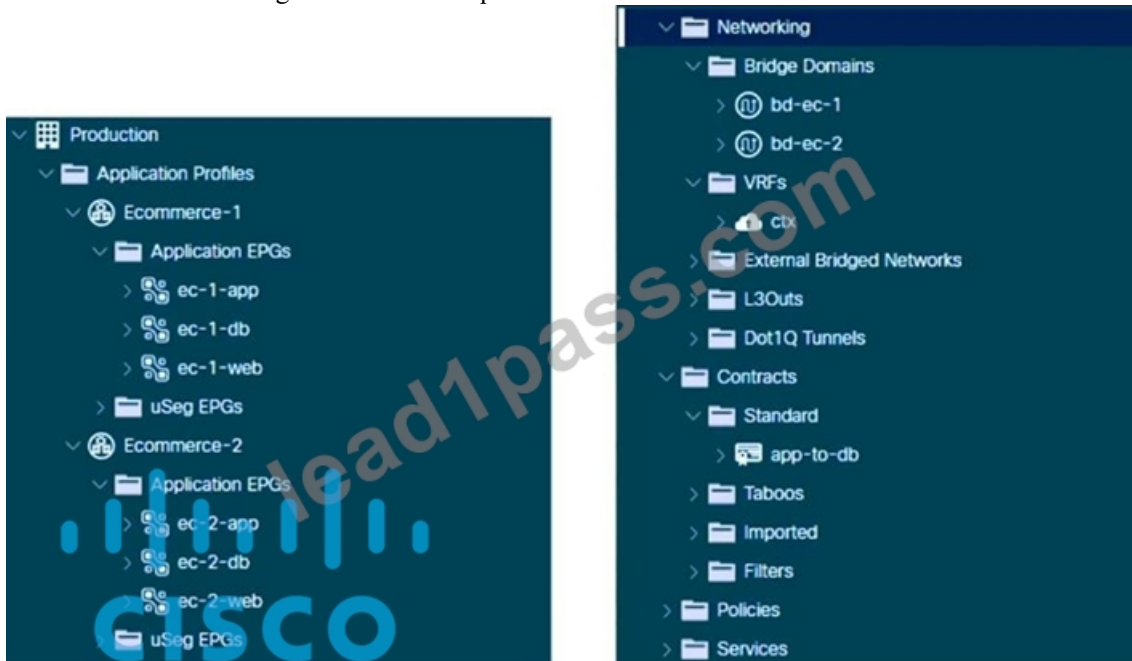 Production
Application Profiles
Ecommerce-1
Application EPGs
ec-1-app
ec-1-db
ec-1-web
uSeg EPGs
Ecommerce-2
Application EPGs
ec-2-app
ec-2-db
ec-2-web
uSeg EPGs
Networking
Bridge Domains
bd-ec-1
bd-ec-2
VRFs
ctx
External Bridged Networks
L3Outs
Dot1Q Tunnels
Contracts
Standard
app-to-db
Taboos
Imported
Filters
Policies
Services
lead1pass.com
CISCO